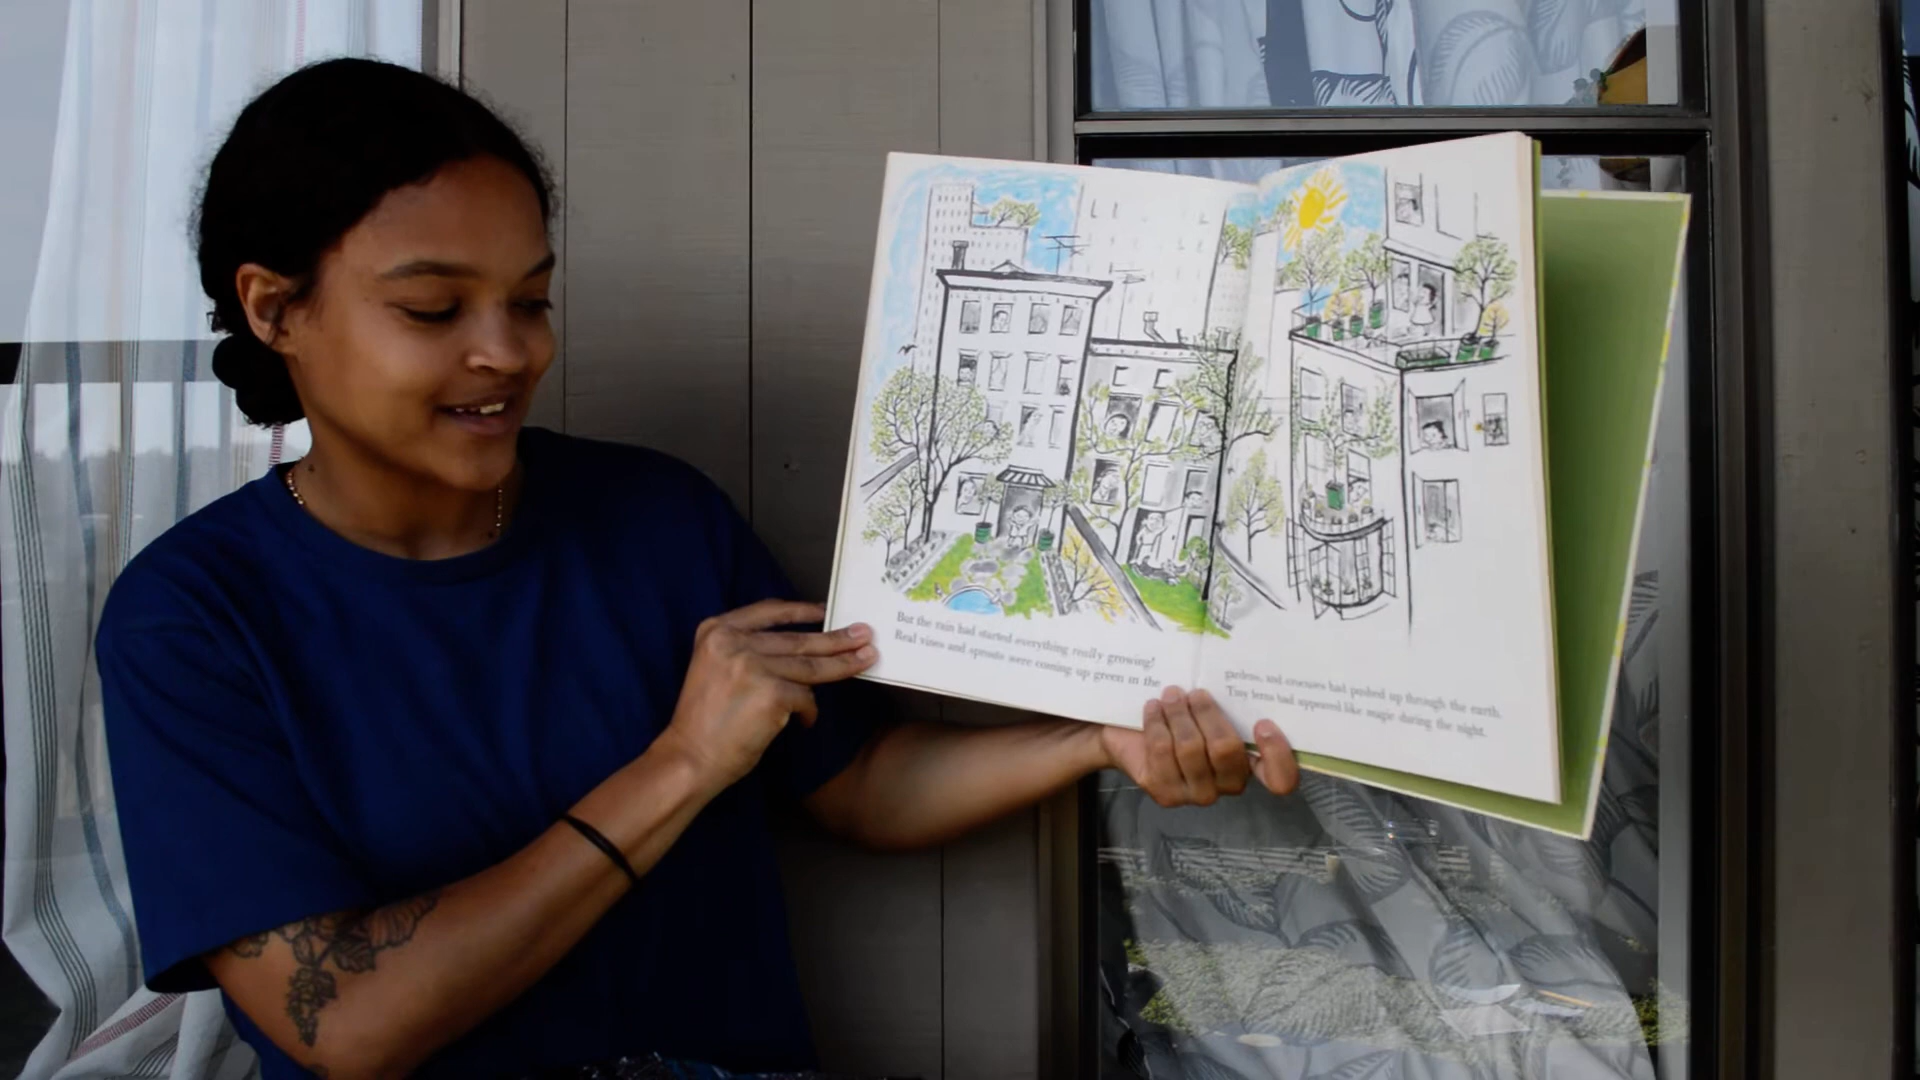 But the rain had started everything really growing!
Real vines and sprouts were coming up green in the
gardens, and crocuses had pushed up through the earth.
Tiny ferns had appeared like magic during the night.